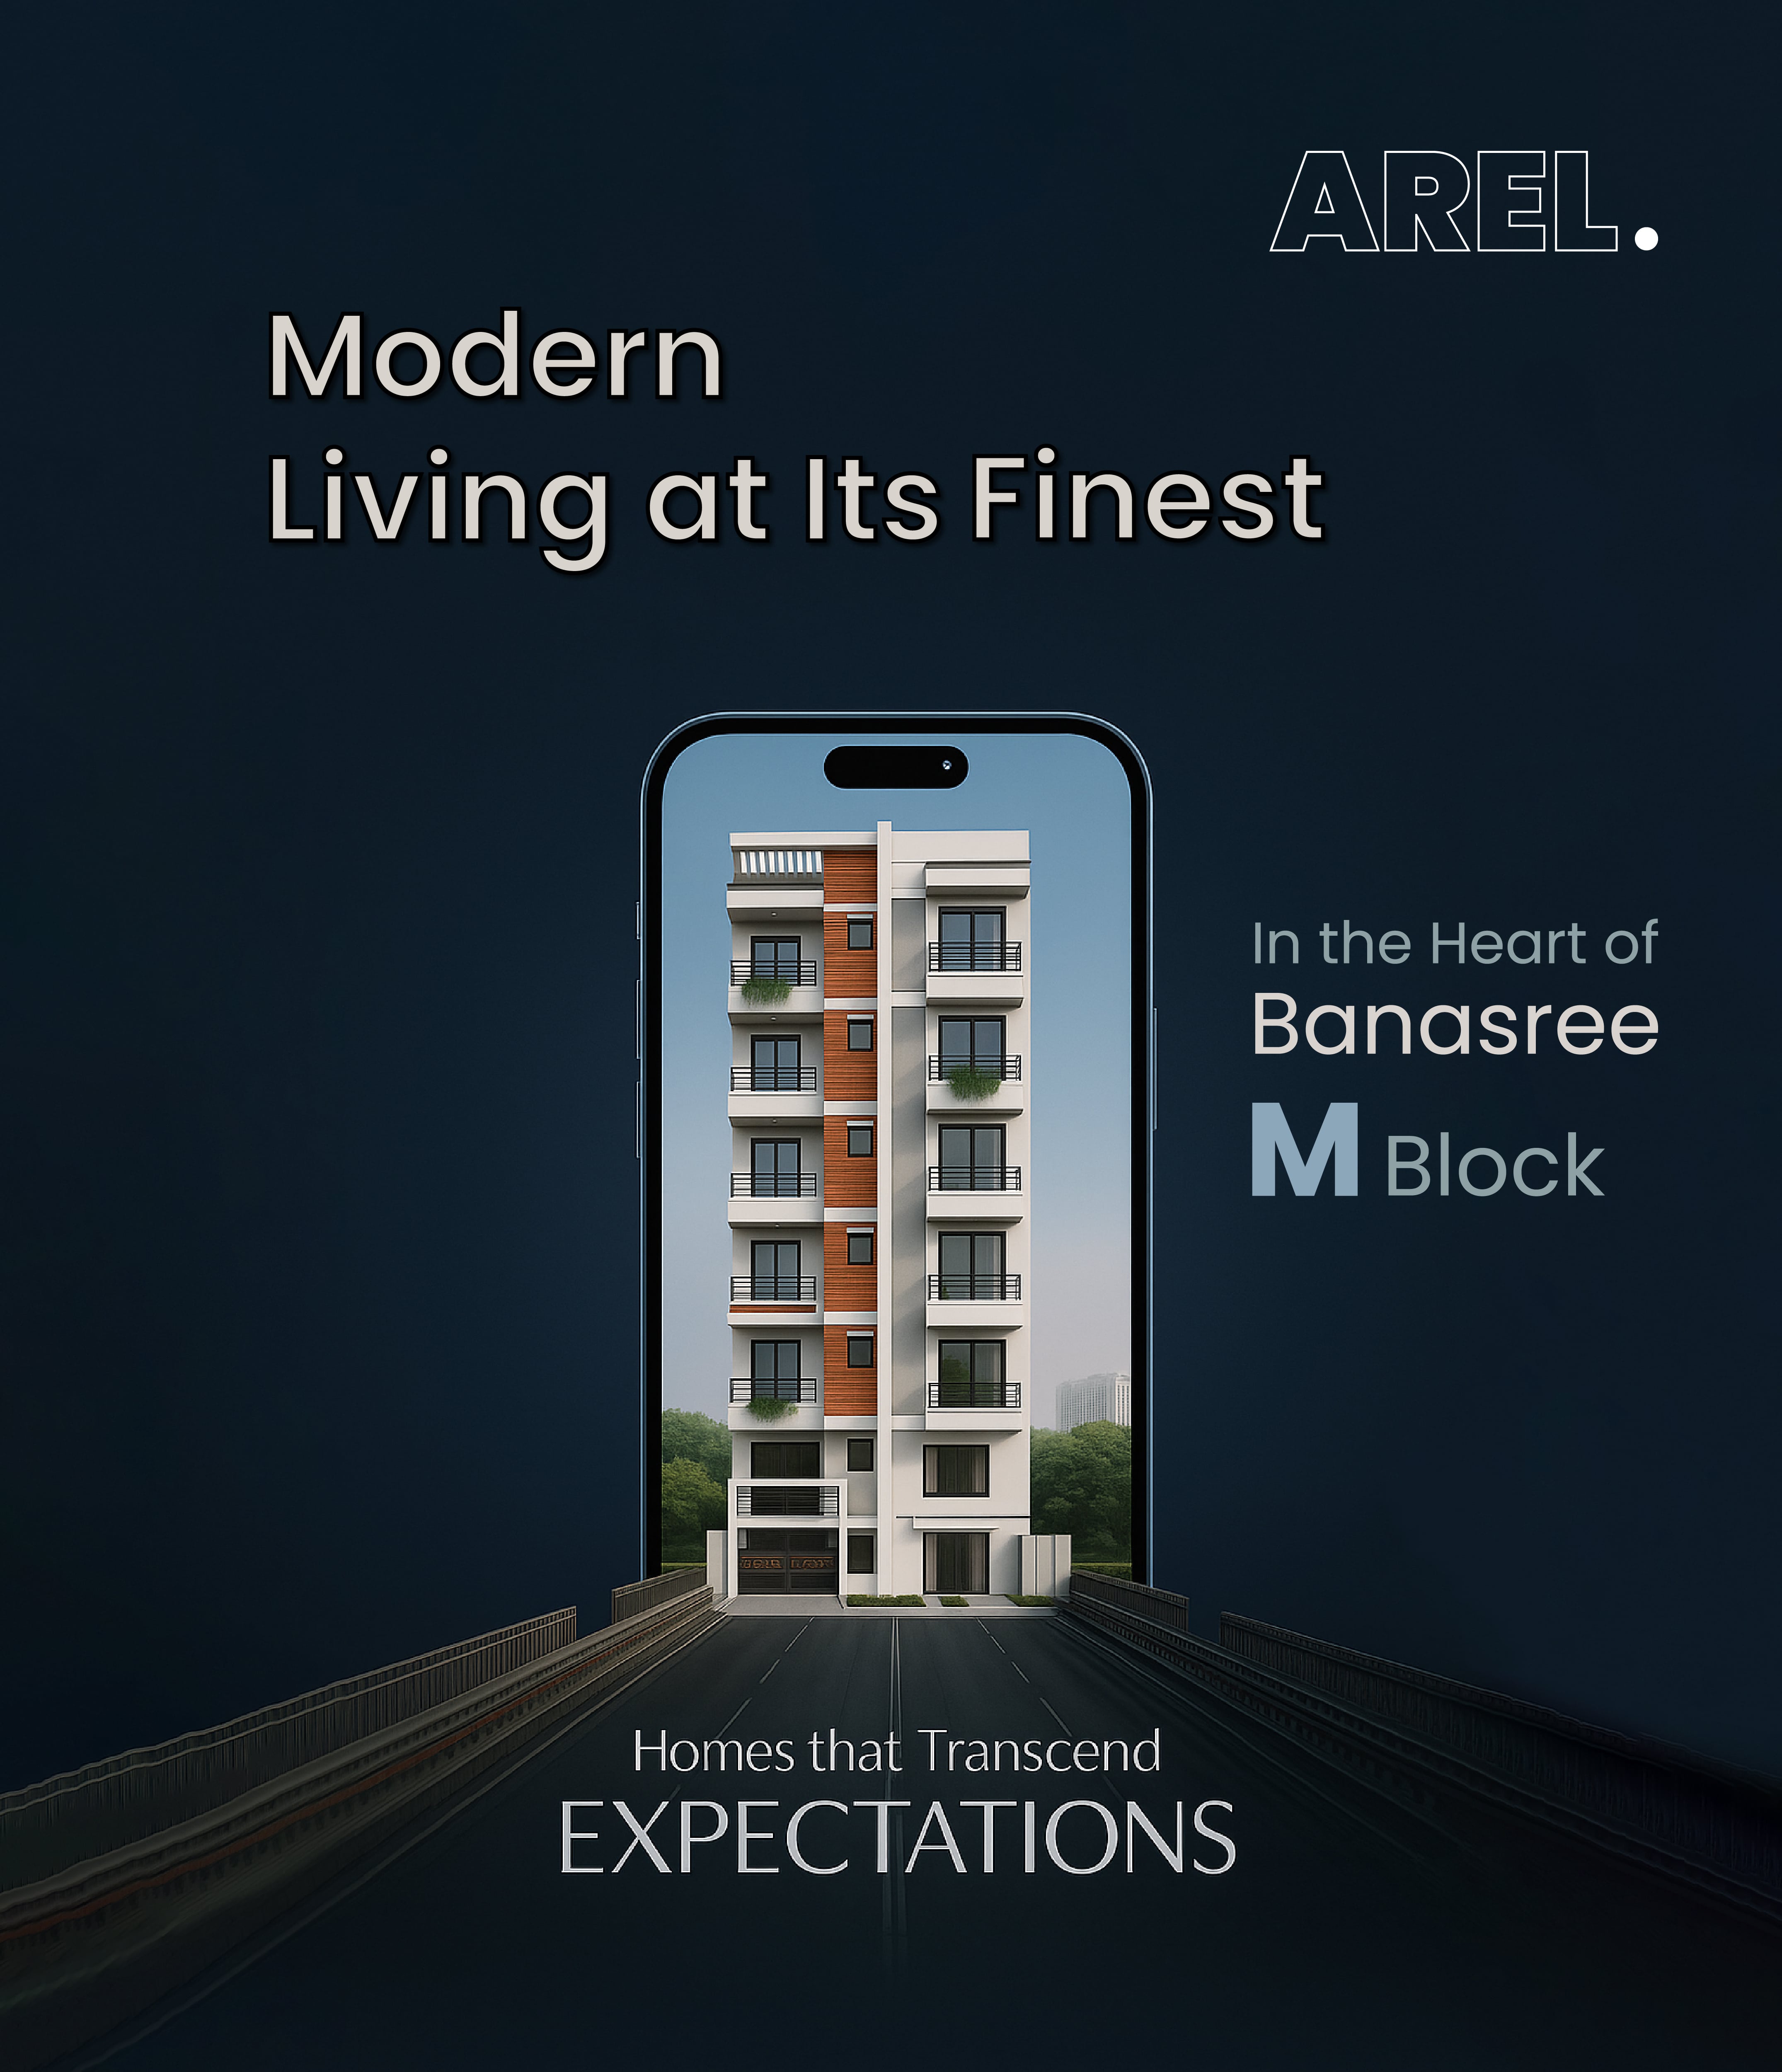 AREL.
Modern
Living at Its Finest
In the Heart of
Banasree
M Block
Homes that Transcend
EXPECTATIONS